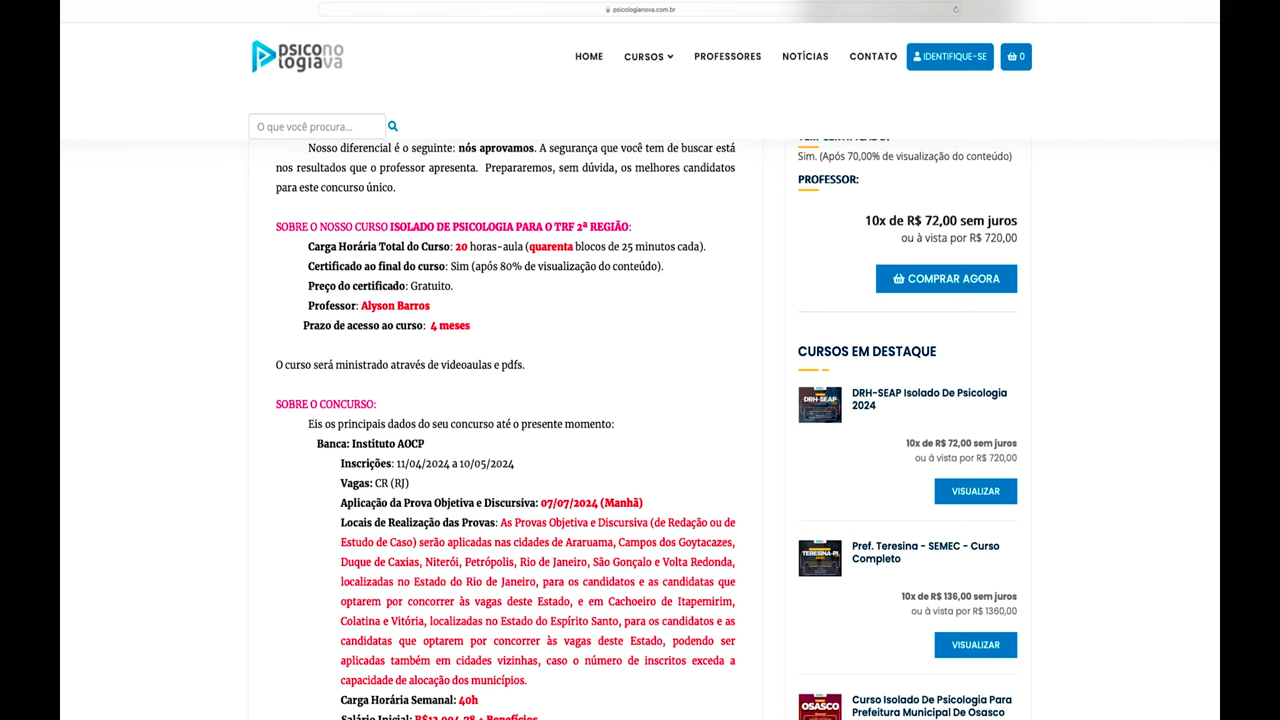 psicologianova.com.br
psicono
logiava
HOME CURSOS PROFESSORES NOTÍCIAS CONTATO IDENTIFIQUE-SE 0
O que você procura...
Nosso diferencial é o seguinte: nós aprovamos. A segurança que você tem de buscar está
nos resultados que o professor apresenta. Prepararemos, sem dúvida, os melhores candidatos
para este concurso único.
SOBRE O NOSSO CURSO ISOLADO DE PSICOLOGIA PARA O TRF 2ª REGIÃO:
Carga Horária Total do Curso: 20 horas-aula (quarenta blocos de 25 minutos cada).
Certificado ao final do curso: Sim (após 80% de visualização do conteúdo).
Preço do certificado: Gratuito.
Professor: Alyson Barros
Prazo de acesso ao curso: 4 meses
O curso será ministrado através de videoaulas e pdfs.
SOBRE O CONCURSO:
Eis os principais dados do seu concurso até o presente momento:
Banca: Instituto AOCP
Inscrições: 11/04/2024 a 10/05/2024
Vagas: CR (RJ)
Aplicação da Prova Objetiva e Discursiva: 07/07/2024 (Manhã)
Locais de Realização das Provas: As Provas Objetiva e Discursiva (de Redação ou de
Estudo de Caso) serão aplicadas nas cidades de Araruama, Campos dos Goytacazes,
Duque de Caxias, Niterói, Petrópolis, Rio de Janeiro, São Gonçalo e Volta Redonda,
localizadas no Estado do Rio de Janeiro, para os candidatos e as candidatas que
optarem por concorrer às vagas deste Estado, e em Cachoeiro de Itapemirim,
Colatina e Vitória, localizadas no Estado do Espírito Santo, para os candidatos e as
candidatas que optarem por concorrer às vagas deste Estado, podendo ser
aplicadas também em cidades vizinhas, caso o número de inscritos exceda a
capacidade de alocação dos municípios.
Carga Horária Semanal: 40h
Salário Inicial: R$13.994,78 + Benefícios
Sim. (Após 70,00% de visualização do conteúdo)
PROFESSOR:
10x de R$ 72,00 sem juros
ou à vista por R$ 720,00
COMPRAR AGORA
CURSOS EM DESTAQUE
DRH-SEAP
DRH-SEAP Isolado De Psicologia
2024
10x de R$ 72,00 sem juros
ou à vista por R$ 720,00
VISUALIZAR
TERESINA-PI
Pref. Teresina - SEMEC - Curso
Completo
10x de R$ 136,00 sem juros
ou à vista por R$ 1360,00
VISUALIZAR
OSASCO
Curso Isolado De Psicologia Para
Prefeitura Municipal De Osasco